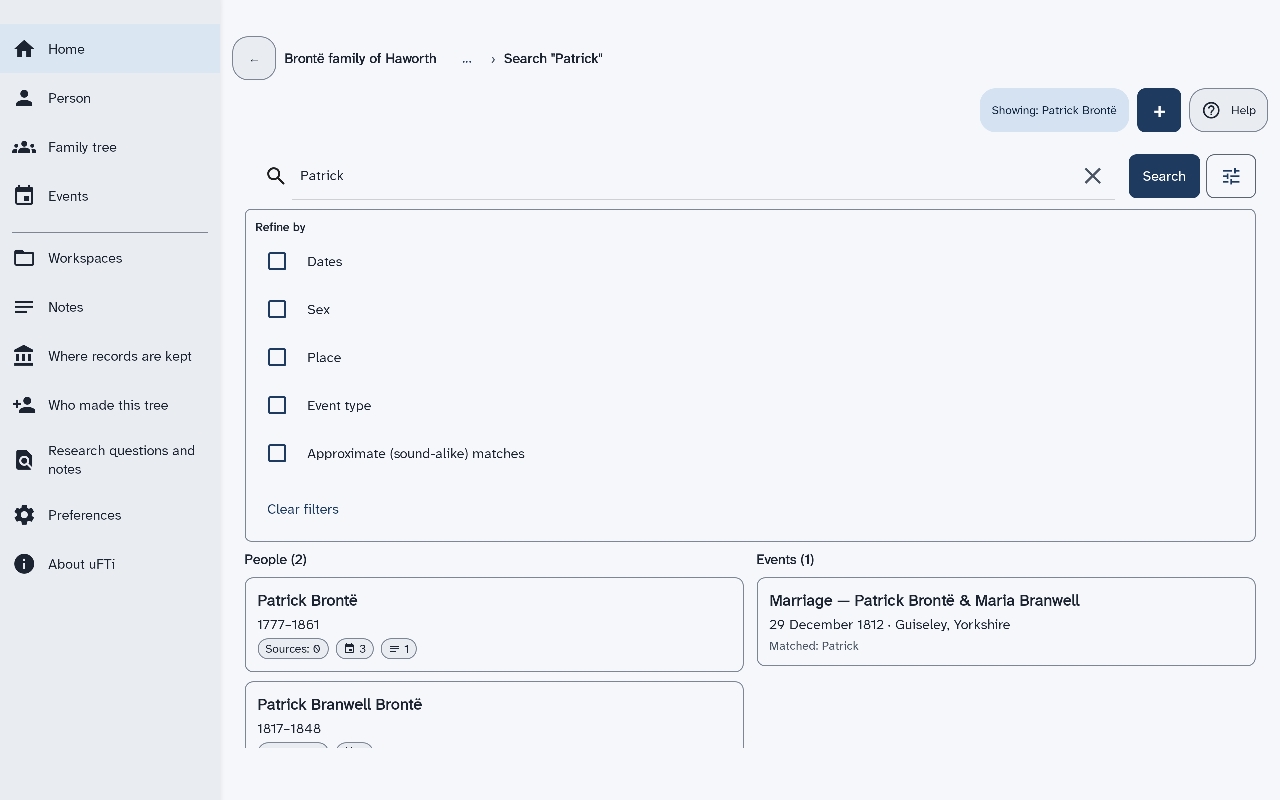 Home
Person
Family tree
Events
Workspaces
Notes
Where records are kept
Who made this tree
Research questions and
notes
Preferences
About uFTi
←
Brontë family of Haworth ... › Search "Patrick"
Showing: Patrick Brontë
+
Help
Patrick
Search
Refine by
Dates
Sex
Place
Event type
Approximate (sound-alike) matches
Clear filters
People (2)
Patrick Brontë
1777–1861
Sources: 0 3 1
Patrick Branwell Brontë
1817–1848
Events (1)
Marriage — Patrick Brontë & Maria Branwell
29 December 1812 · Guiseley, Yorkshire
Matched: Patrick